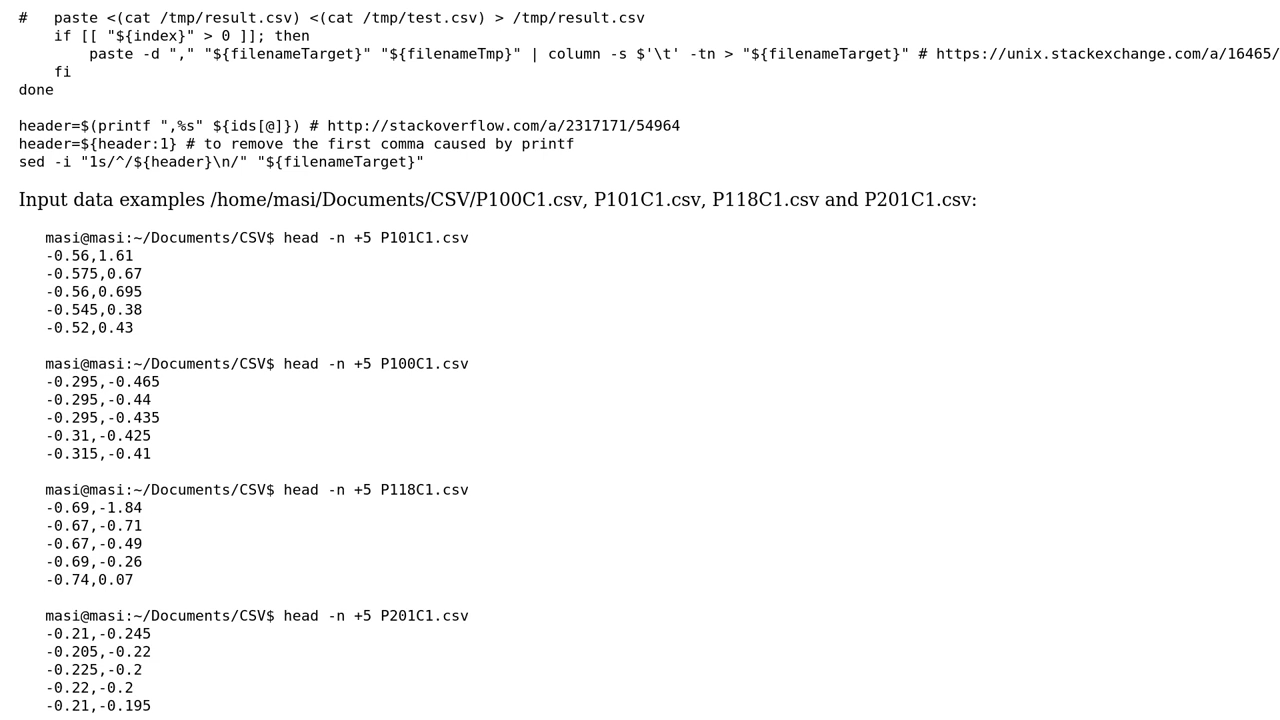 #   paste <(cat /tmp/result.csv) <(cat /tmp/test.csv) > /tmp/result.csv
    if [[ "${index}" > 0 ]]; then
        paste -d "," "${filenameTarget}" "${filenameTmp}" | column -s $'\t' -tn > "${filenameTarget}" # https://unix.stackexchange.com/a/16465/
    fi
done

header=$(printf ",%s" ${ids[@]}) # http://stackoverflow.com/a/2317171/54964
header=${header:1} # to remove the first comma caused by printf
sed -i "1s/^/${header}\n/" "${filenameTarget}"

Input data examples /home/masi/Documents/CSV/P100C1.csv, P101C1.csv, P118C1.csv and P201C1.csv:

masi@masi:~/Documents/CSV$ head -n +5 P101C1.csv
-0.56,1.61
-0.575,0.67
-0.56,0.695
-0.545,0.38
-0.52,0.43

masi@masi:~/Documents/CSV$ head -n +5 P100C1.csv
-0.295,-0.465
-0.295,-0.44
-0.295,-0.435
-0.31,-0.425
-0.315,-0.41

masi@masi:~/Documents/CSV$ head -n +5 P118C1.csv
-0.69,-1.84
-0.67,-0.71
-0.67,-0.49
-0.69,-0.26
-0.74,0.07

masi@masi:~/Documents/CSV$ head -n +5 P201C1.csv
-0.21,-0.245
-0.205,-0.22
-0.225,-0.2
-0.22,-0.2
-0.21,-0.195